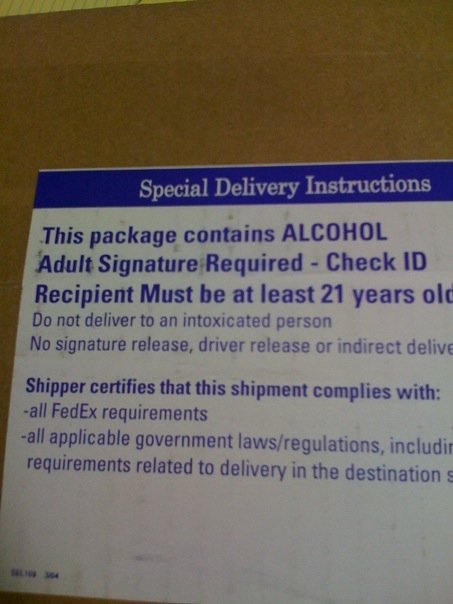 Special Delivery Instructions
This package contains ALCOHOL
Adult Signature Required - Check ID
Recipient Must be at least 21 years old
Do not deliver to an intoxicated person
No signature release, driver release or indirect delive
Shipper certifies that this shipment complies with:
-all FedEx requirements
-all applicable government laws/regulations, includin
requirements related to delivery in the destination s
3/04